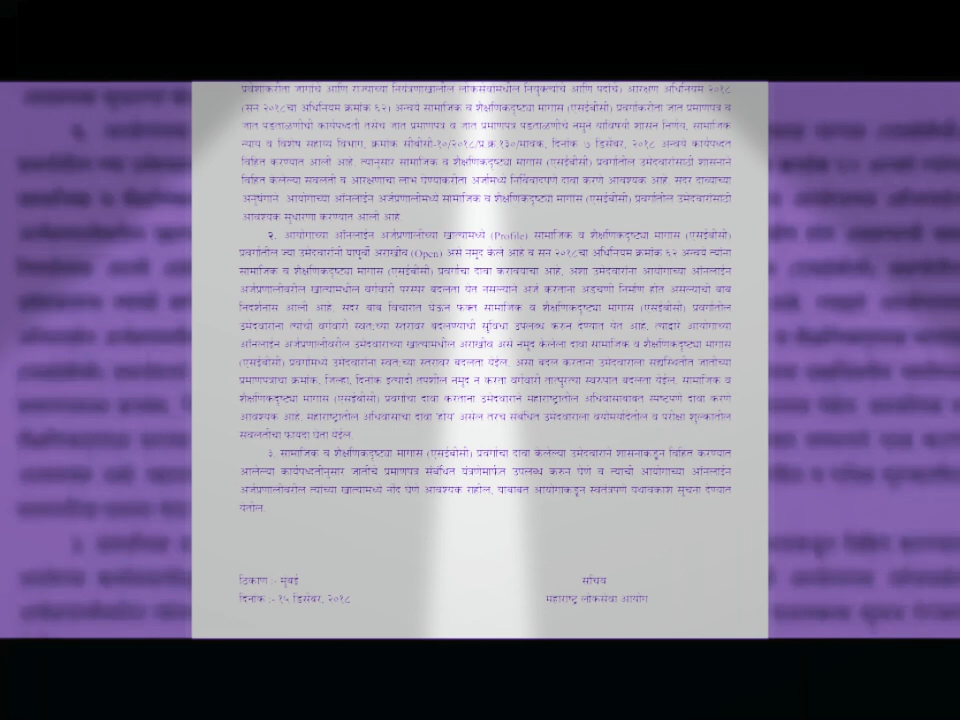 प्रवेशाकरीता जागांचे आणि राज्याच्या नियंत्रणाखालील लोकसेवांमधील नियुक्त्यांचे आणि पदांचे) आरक्षण अधिनियम २०१८
(सन २०१८चा अधिनियम क्रमांक ६२) अन्वये सामाजिक व शैक्षणिकदृष्ट्या मागास (एसईबीसी) प्रवर्गाकरीता जात प्रमाणपत्र व
जात पडताळणीची कार्यपध्दती तसेच जात प्रमाणपत्र व जात प्रमाणपत्र पडताळणीचे नमूने याविषयी शासन निर्णय, सामाजिक
न्याय व विशेष सहाय्य विभाग, क्रमांक सीबीसी-१०/२०१८/प्र.क्र.१३०/मावक, दिनांक ७ डिसेंबर, २०१८ अन्वये कार्यपध्दत
विहित करण्यात आली आहे. त्यानुसार सामाजिक व शैक्षणिकदृष्ट्या मागास (एसईबीसी) प्रवर्गातील उमेदवारांसाठी शासनाने
विहित केलेल्या सवलती व आरक्षणाचा लाभ घेण्याकरीता अर्जामध्ये निर्विवादपणे दावा करणे आवश्यक आहे. सदर दाव्याच्या
अनुषंगाने आयोगाच्या ऑनलाईन अर्जप्रणालीमध्ये सामाजिक व शैक्षणिकदृष्ट्या मागास (एसईबीसी) प्रवर्गातील उमेदवारांसाठी
आवश्यक सुधारणा करण्यात आली आहे.
२. आयोगाच्या ऑनलाईन अर्जप्रणालीच्या खात्यामध्ये (Profile) सामाजिक व शैक्षणिकदृष्ट्या मागास (एसईबीसी)
प्रवर्गातील ज्या उमेदवारांनी यापूर्वी अराखीव (Open) असे नमूद केले आहे व सन २०१८चा अधिनियम क्रमांक ६२ अन्वये त्यांना
सामाजिक व शैक्षणिकदृष्ट्या मागास (एसईबीसी) प्रवर्गाचा दावा करावयाचा आहे, अशा उमेदवारांना आयोगाच्या ऑनलाईन
अर्जप्रणालीवरील खात्यामधील वर्गवारी परस्पर बदलता येत नसल्याने अर्ज करताना अडचणी निर्माण होत असल्याची बाब
निदर्शनास आली आहे. सदर बाब विचारात घेऊन फक्त सामाजिक व शैक्षणिकदृष्ट्या मागास (एसईबीसी) प्रवर्गातील
उमेदवारांना त्यांची वर्गवारी स्वत:च्या स्तरावर बदलण्याची सुविधा उपलब्ध करुन देण्यात येत आहे. त्याद्वारे आयोगाच्या
ऑनलाईन अर्जप्रणालीवरील उमेदवाराच्या खात्यामधील अराखीव असे नमूद केलेला दावा सामाजिक व शैक्षणिकदृष्ट्या मागास
(एसईबीसी) प्रवर्गामध्ये उमेदवारांना स्वत:च्या स्तरावर बदलता येईल. असा बदल करताना उमेदवाराला सद्यस्थितीत जातीच्या
प्रमाणपत्राचा क्रमांक, जिल्हा, दिनांक इत्यादी तपशील नमूद न करता वर्गवारी तात्पुरत्या स्वरुपात बदलता येईल. सामाजिक व
शैक्षणिकदृष्ट्या मागास (एसईबीसी) प्रवर्गाचा दावा करताना उमेदवाराने महाराष्ट्रातील अधिवासाबाबत स्पष्टपणे दावा करणे
आवश्यक आहे. महाराष्ट्रातील अधिवासाचा दावा 'होय' असेल तरच संबंधित उमेदवाराला वयोमर्यादेतील व परीक्षा शुल्कातील
सवलतीचा फायदा घेता येईल.
३. सामाजिक व शैक्षणिकदृष्ट्या मागास (एसईबीसी) प्रवर्गाचा दावा केलेल्या उमेदवाराने शासनाकडून विहित करण्यात
आलेल्या कार्यपध्दतीनुसार जातीचे प्रमाणपत्र संबंधित यंत्रणेमार्फत उपलब्ध करुन घेणे व त्याची आयोगाच्या ऑनलाईन
अर्जप्रणालीवरील त्यांच्या खात्यामध्ये नोंद घेणे आवश्यक राहील, याबाबत आयोगाकडून स्वतंत्रपणे यथावकाश सूचना देण्यात
येतील.
ठिकाण :- मुंबई सचिव
दिनांक :- १५ डिसेंबर, २०१८ महाराष्ट्र लोकसेवा आयोग